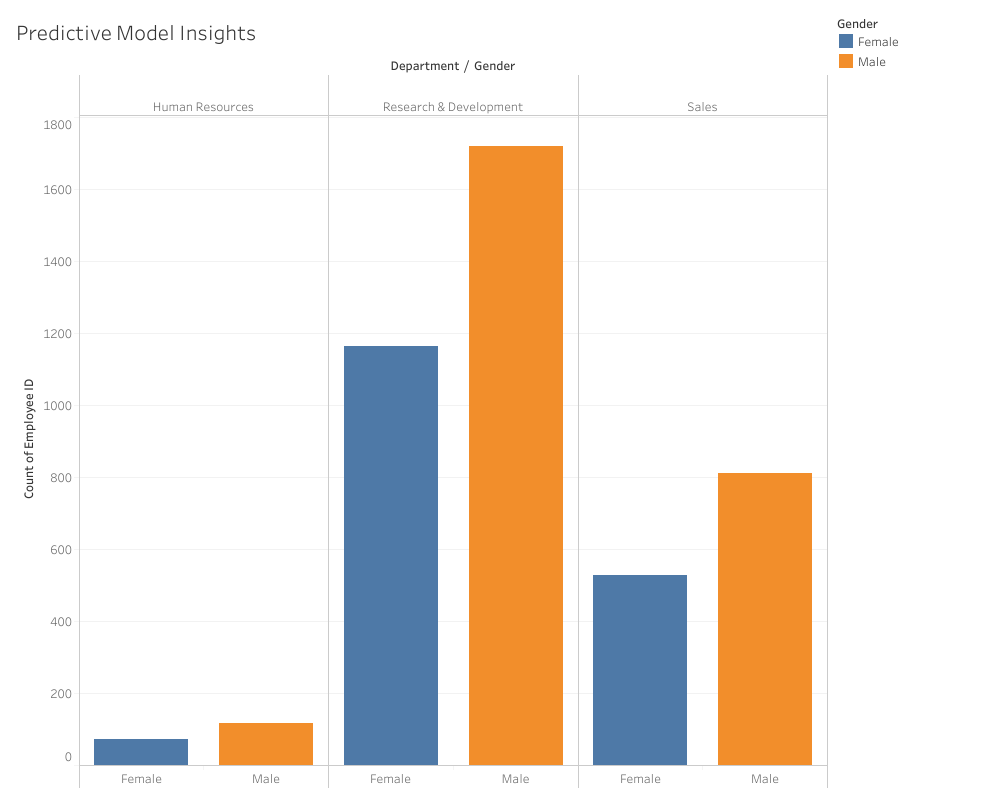 Predictive Model Insights
Gender
Female
Male
Department / Gender
Human Resources Research & Development Sales
1800
1600
1400
1200
1000
800
600
400
200
0
Count of Employee ID
Female Male Female Male Female Male